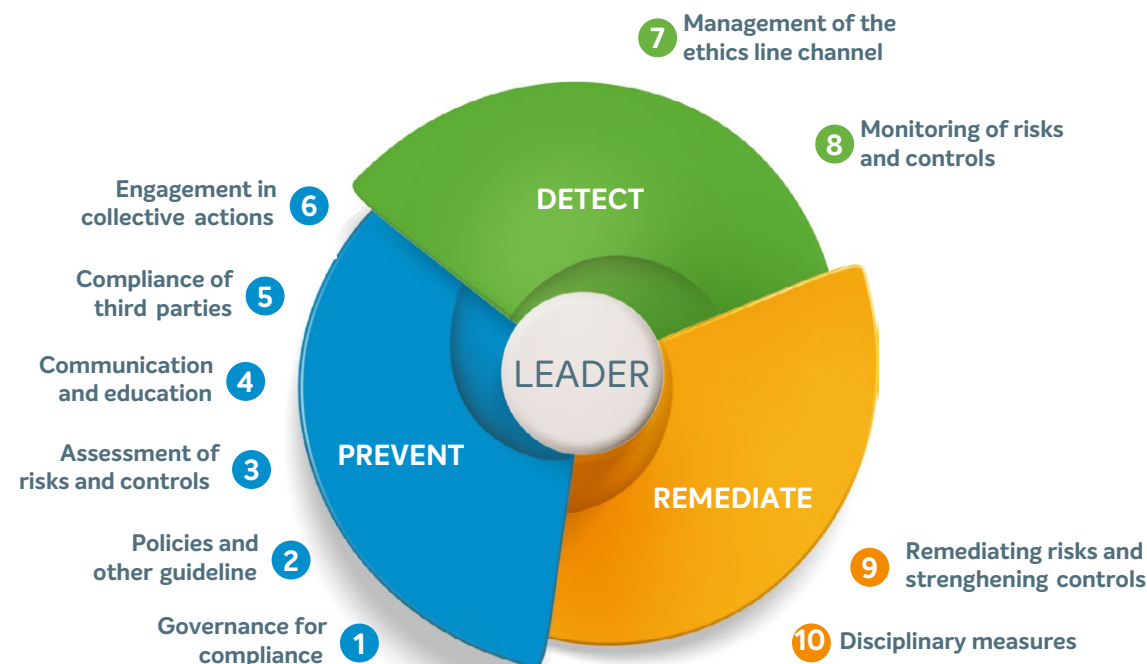 7
Management of the
ethics line channel
8
Monitoring of risks
and controls
DETECT
Engagement in
collective actions
6
Compliance of
third parties
5
LEADER
Communication
and education
4
PREVENT
Assessment of
risks and controls
3
REMEDIATE
Policies and
other guideline
2
9
Remediating risks and
strenghening controls
Governance for
compliance
1
10
Disciplinary measures